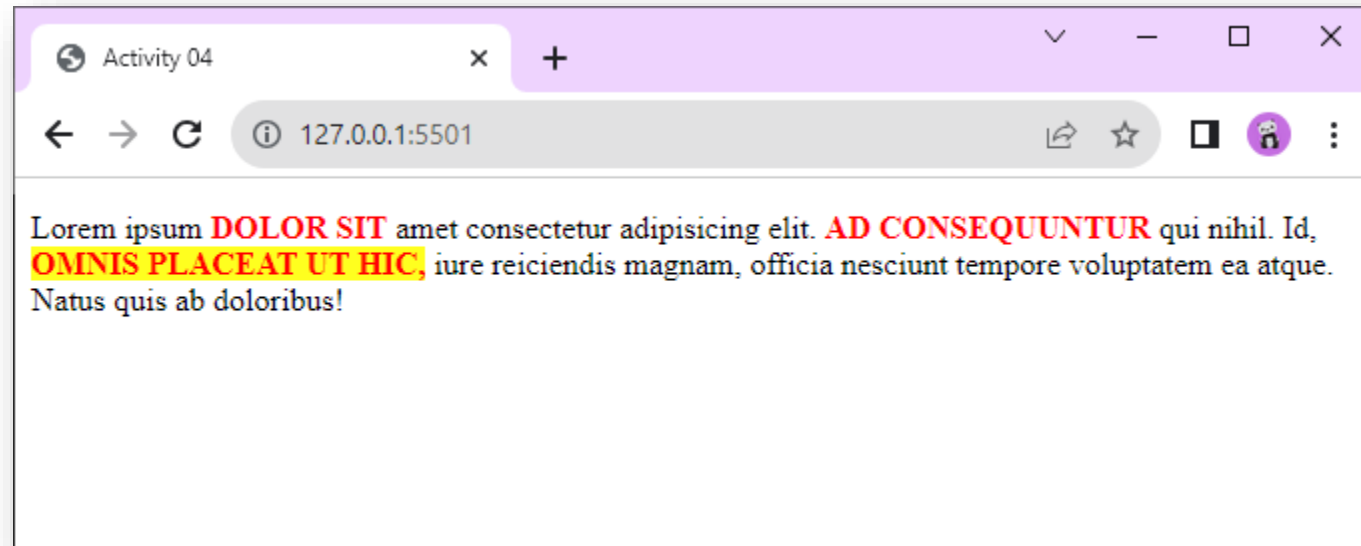 Activity 04
127.0.0.1:5501
Lorem ipsum DOLOR SIT amet consectetur adipisicing elit. AD CONSEQUUNTUR qui nihil. Id,
OMNIS PLACEAT UT HIC, iure reiciendis magnam, officia nesciunt tempore voluptatem ea atque.
Natus quis ab doloribus!